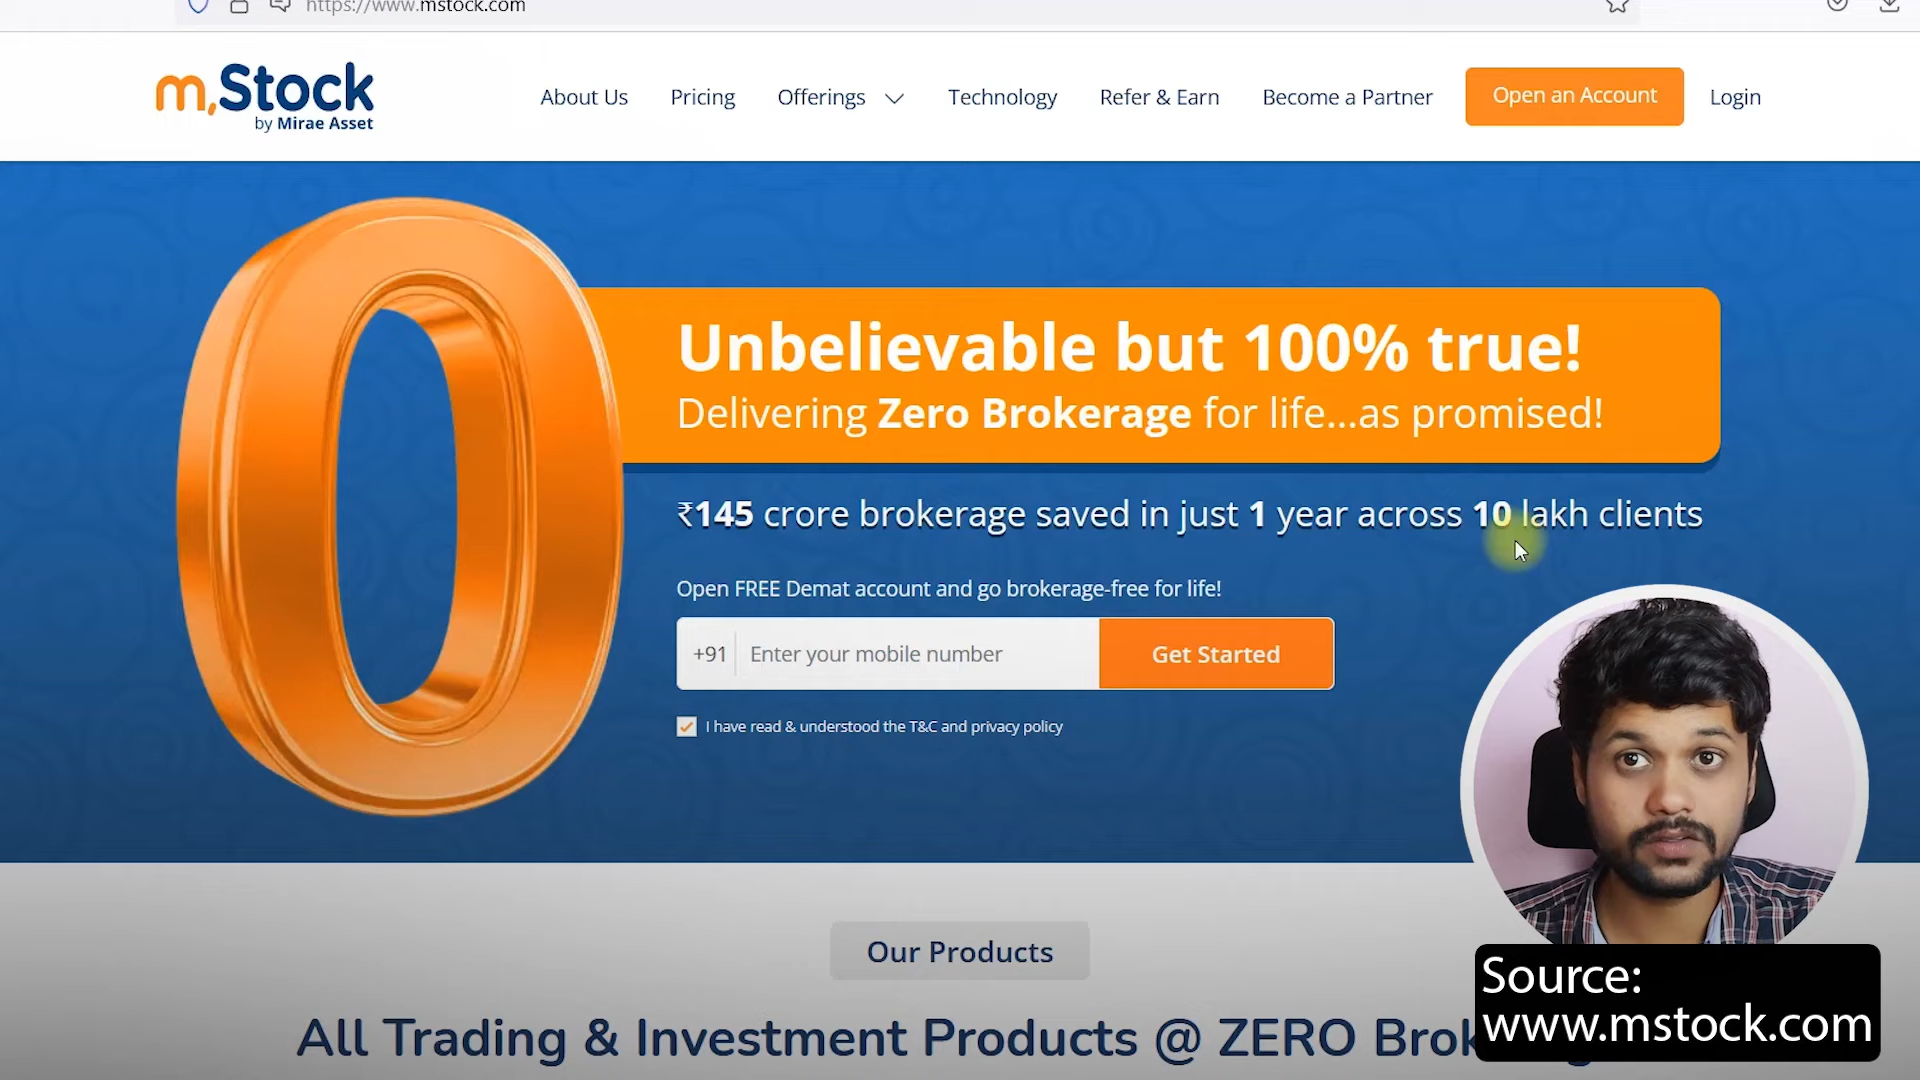 https://www.mstock.com
m.Stock
by Mirae Asset
About Us
Pricing
Offerings
Technology
Refer & Earn
Become a Partner
Open an Account
Login
0
Unbelievable but 100% true!
Delivering Zero Brokerage for life...as promised!
₹145 crore brokerage saved in just 1 year across 10 lakh clients
Open FREE Demat account and go brokerage-free for life!
+91
Enter your mobile number
Get Started
I have read & understood the T&C and privacy policy
Our Products
All Trading & Investment Products @ ZERO
Source:
www.mstock.com